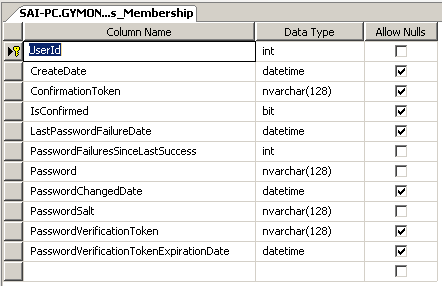 SAI-PC.GYMON...s_Membership
Column Name Data Type Allow Nulls
UserId int
CreateDate datetime
ConfirmationToken nvarchar(128)
IsConfirmed bit
LastPasswordFailureDate datetime
PasswordFailuresSinceLastSuccess int
Password nvarchar(128)
PasswordChangedDate datetime
PasswordSalt nvarchar(128)
PasswordVerificationToken nvarchar(128)
PasswordVerificationTokenExpirationDate datetime